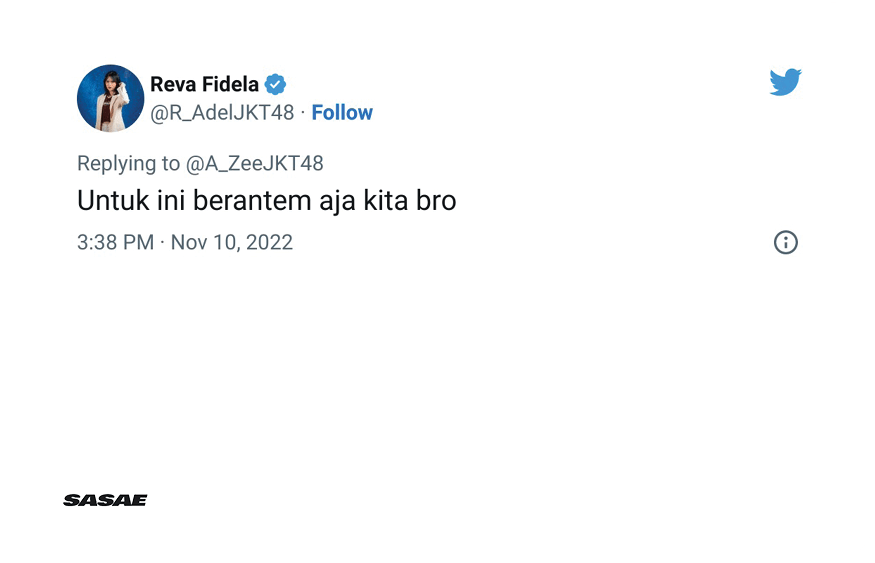 Reva Fidela
@R_AdelJKT48 · Follow
Replying to @A_ZeeJKT48
Untuk ini berantem aja kita bro
3:38 PM · Nov 10, 2022
SASAE